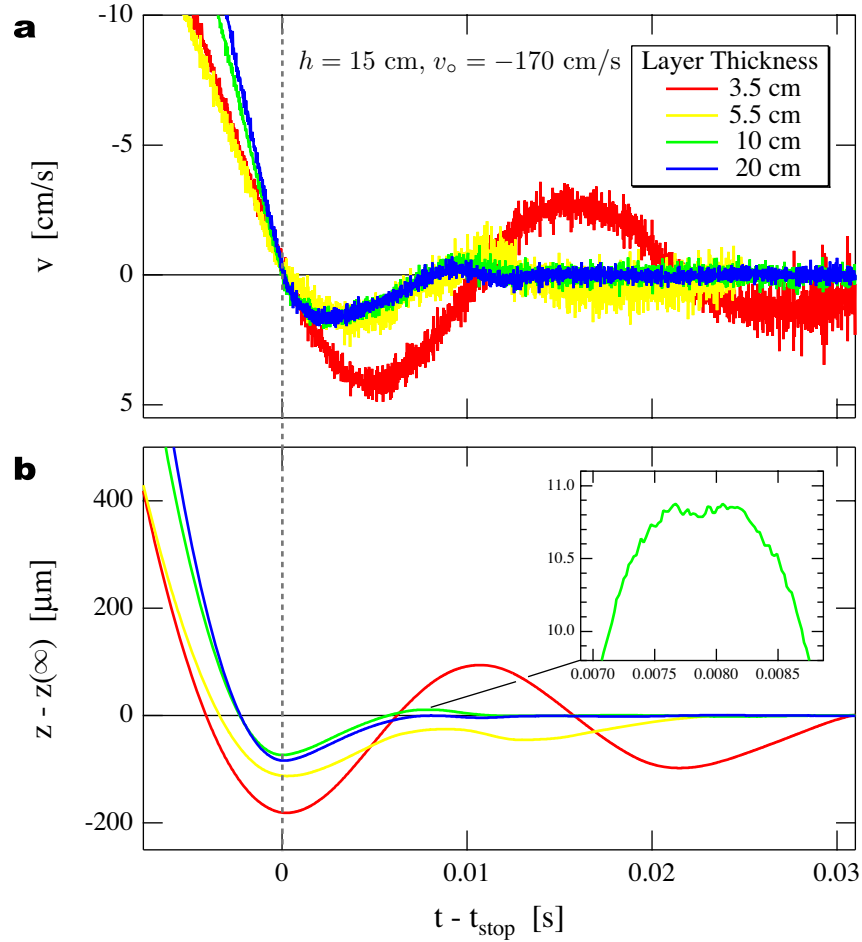 a
-10
-5
0
5
v [cm/s]
h = 15 cm, v∘ = −170 cm/s
Layer Thickness
3.5 cm
5.5 cm
10 cm
20 cm
b
400
200
0
-200
z - z(∞) [μm]
11.0
10.5
10.0
0.0070 0.0075 0.0080 0.0085
0 0.01 0.02 0.03
t - tstop [s]